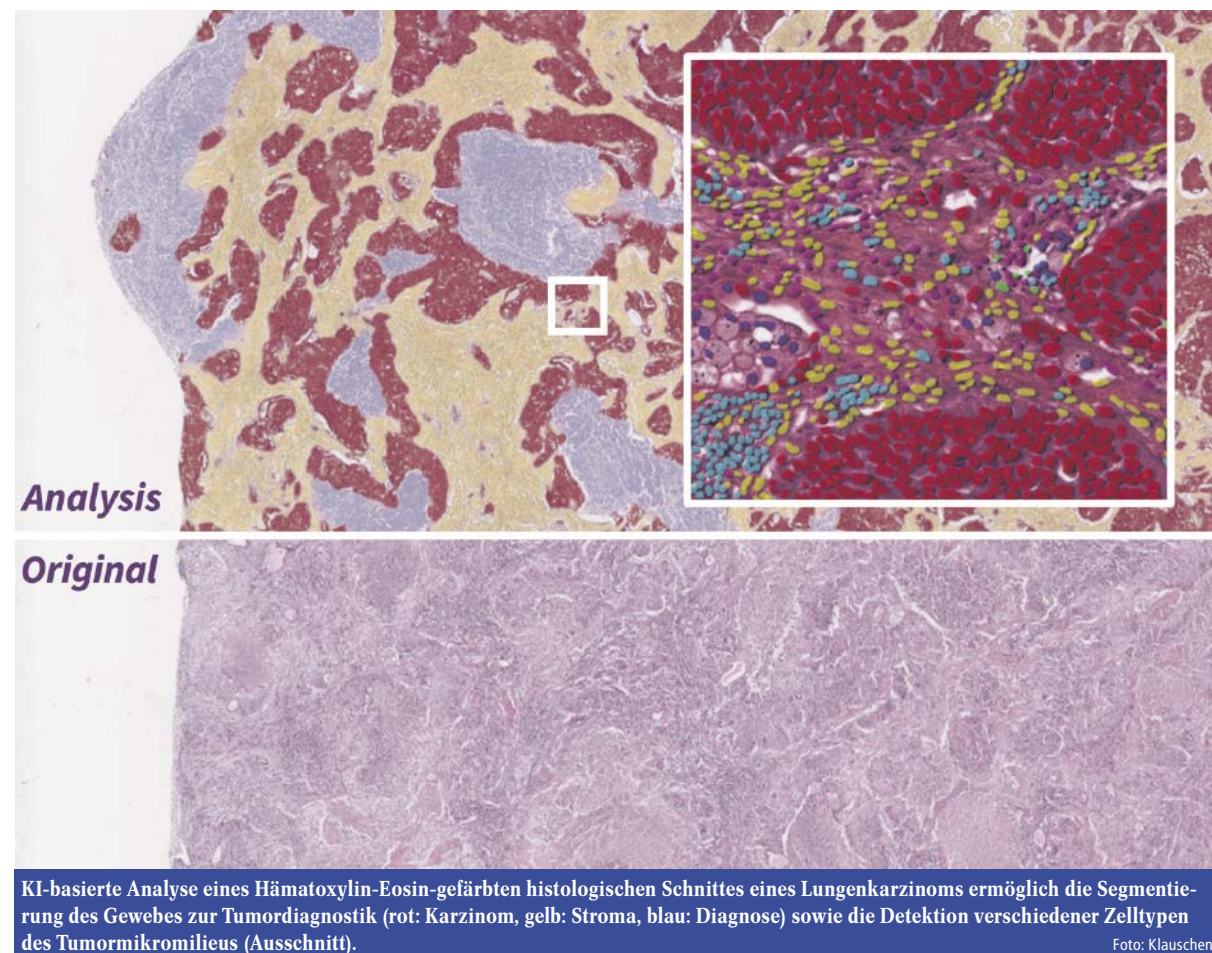 Analysis
Original
KI-basierte Analyse eines Hämatoxylin-Eosin-gefärbten histologischen Schnittes eines Lungenkarzinoms ermöglich die Segmentie-
rung des Gewebes zur Tumordiagnostik (rot: Karzinom, gelb: Stroma, blau: Diagnose) sowie die Detektion verschiedener Zelltypen
des Tumormikromilieus (Ausschnitt).
Foto: Klauschen